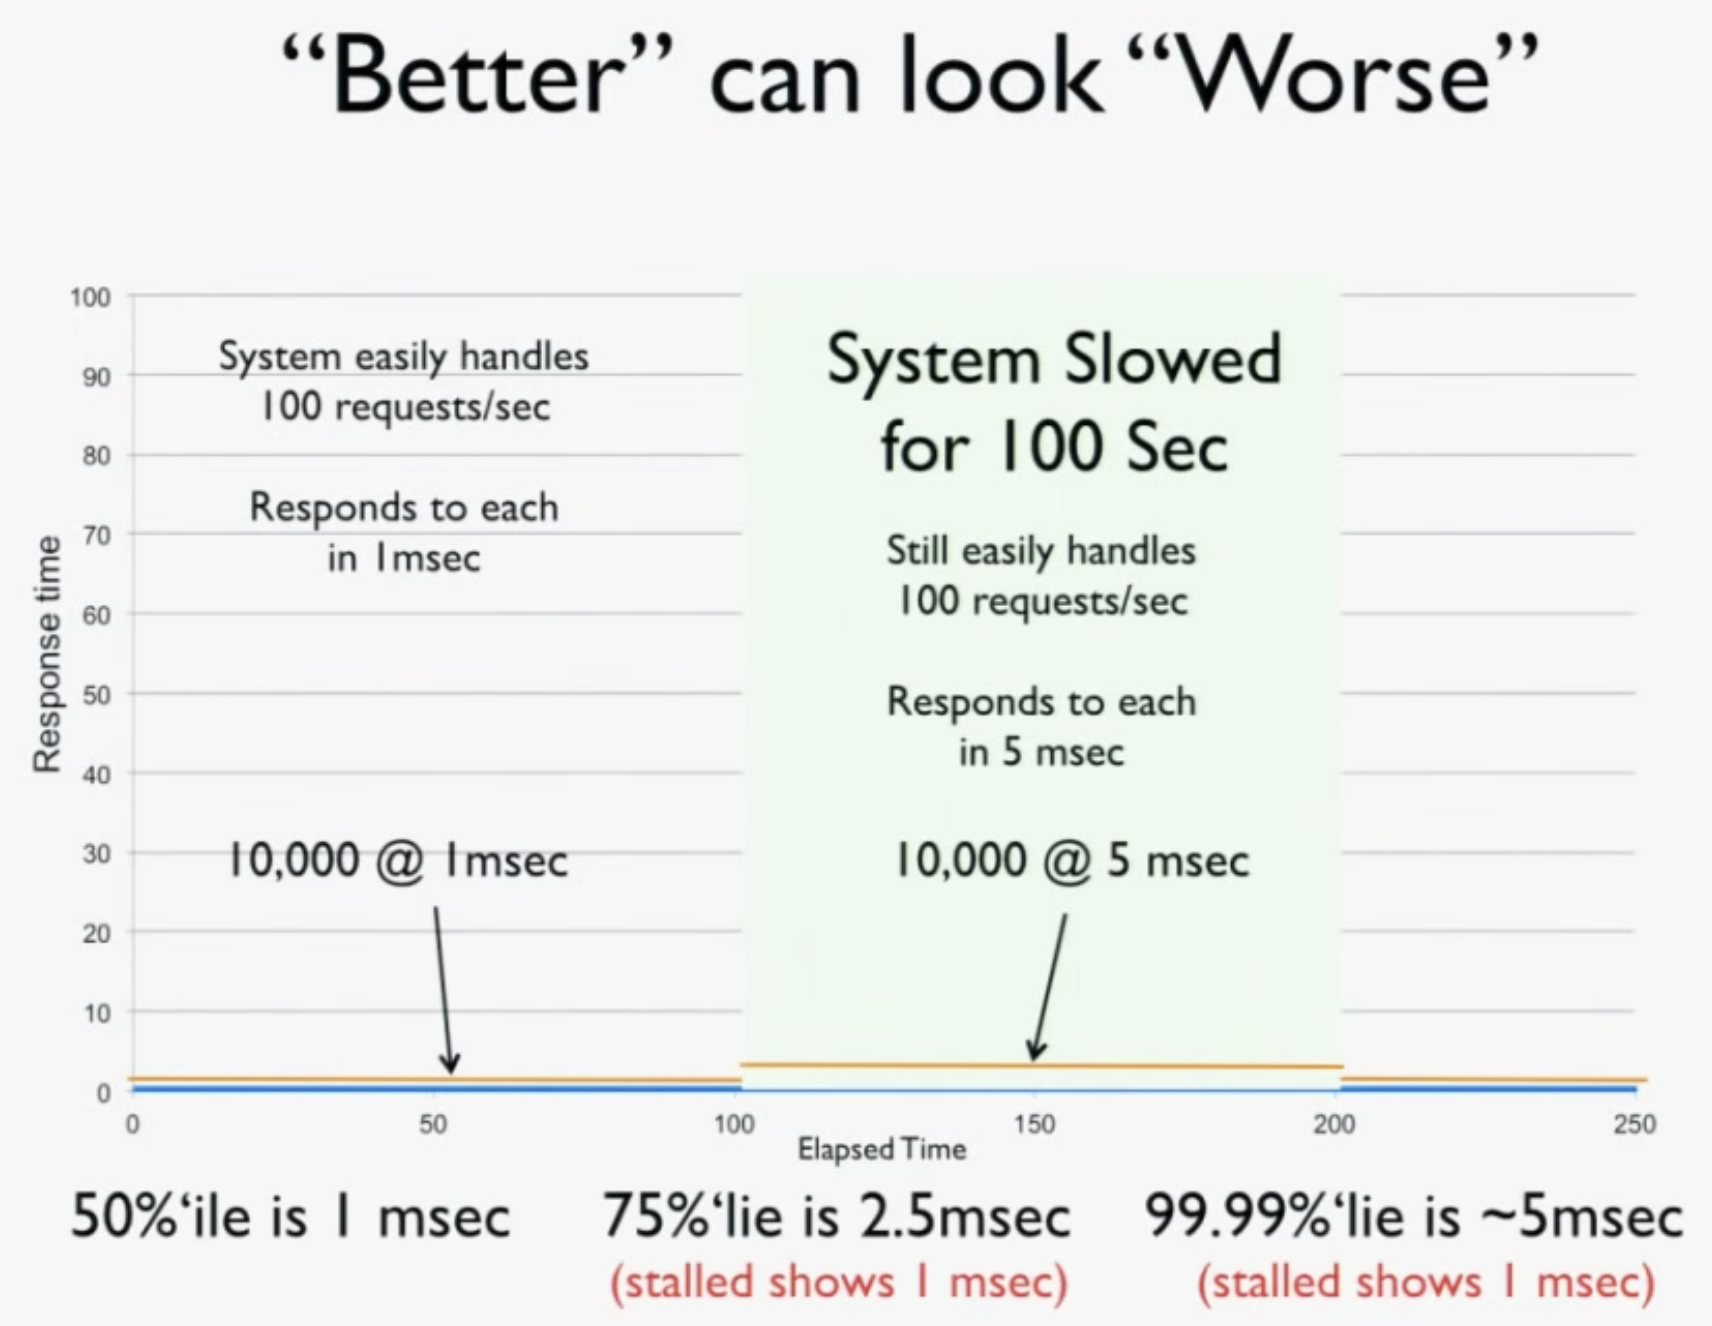 “Better” can look “Worse”
100
90
80
70
60
50
40
30
20
10
0
Response time
System easily handles
100 requests/sec
Responds to each
in 1msec
10,000 @ 1msec
System Slowed
for 100 Sec
Still easily handles
100 requests/sec
Responds to each
in 5 msec
10,000 @ 5 msec
0 50 100 150 200 250
Elapsed Time
50%‘ile is 1 msec
75%‘lie is 2.5msec
(stalled shows 1 msec)
99.99%‘lie is ~5msec
(stalled shows 1 msec)